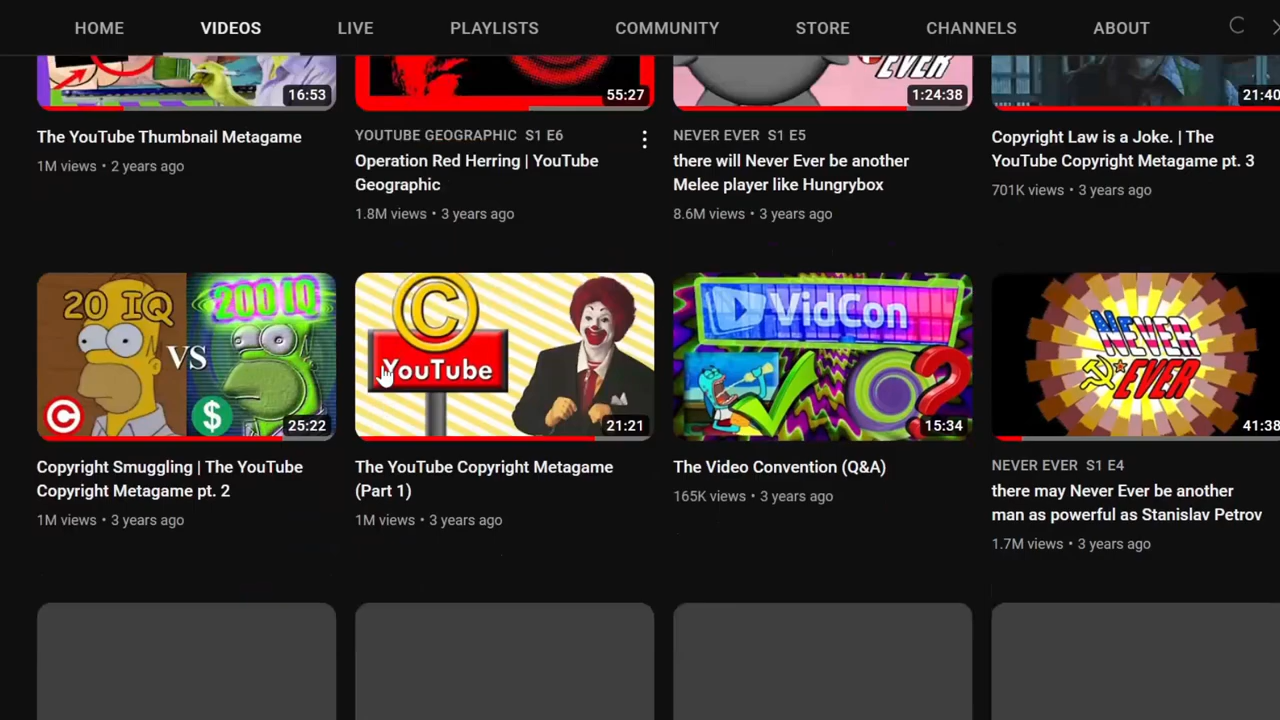 HOME
VIDEOS
LIVE
PLAYLISTS
COMMUNITY
STORE
CHANNELS
ABOUT
16:53
55:27
EVER
1:24:38
21:40
The YouTube Thumbnail Metagame
1M views • 2 years ago
YOUTUBE GEOGRAPHIC S1 E6
Operation Red Herring | YouTube
Geographic
1.8M views • 3 years ago
NEVER EVER S1 E5
there will Never Ever be another
Melee player like Hungrybox
8.6M views • 3 years ago
Copyright Law is a Joke. | The
YouTube Copyright Metagame pt. 3
701K views • 3 years ago
20 IQ
VS
200 IQ
C
$
25:22
C
YouTube
21:21
VidCon
?
15:34
NEVER
EVER
41:38
Copyright Smuggling | The YouTube
Copyright Metagame pt. 2
1M views • 3 years ago
The YouTube Copyright Metagame
(Part 1)
1M views • 3 years ago
The Video Convention (Q&A)
165K views • 3 years ago
NEVER EVER S1 E4
there may Never Ever be another
man as powerful as Stanislav Petrov
1.7M views • 3 years ago